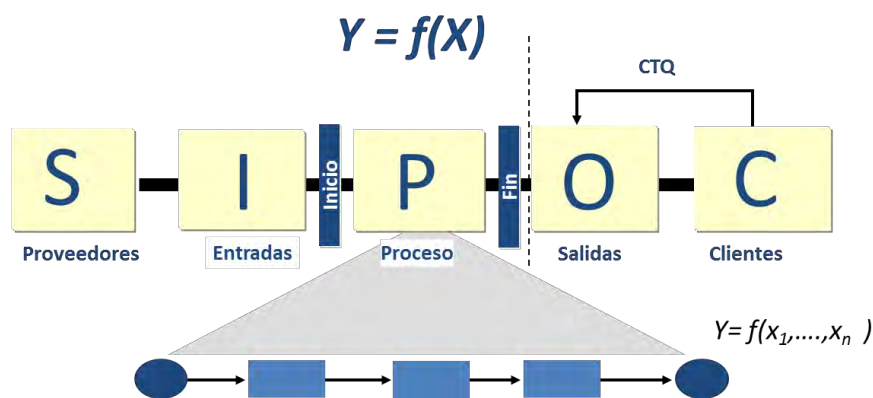 Y = f(X)
CTQ
S
I
Inicio
P
Fin
O
C
Proveedores
Entradas
Proceso
Salidas
Clientes
Y= f(x1,....,xn )